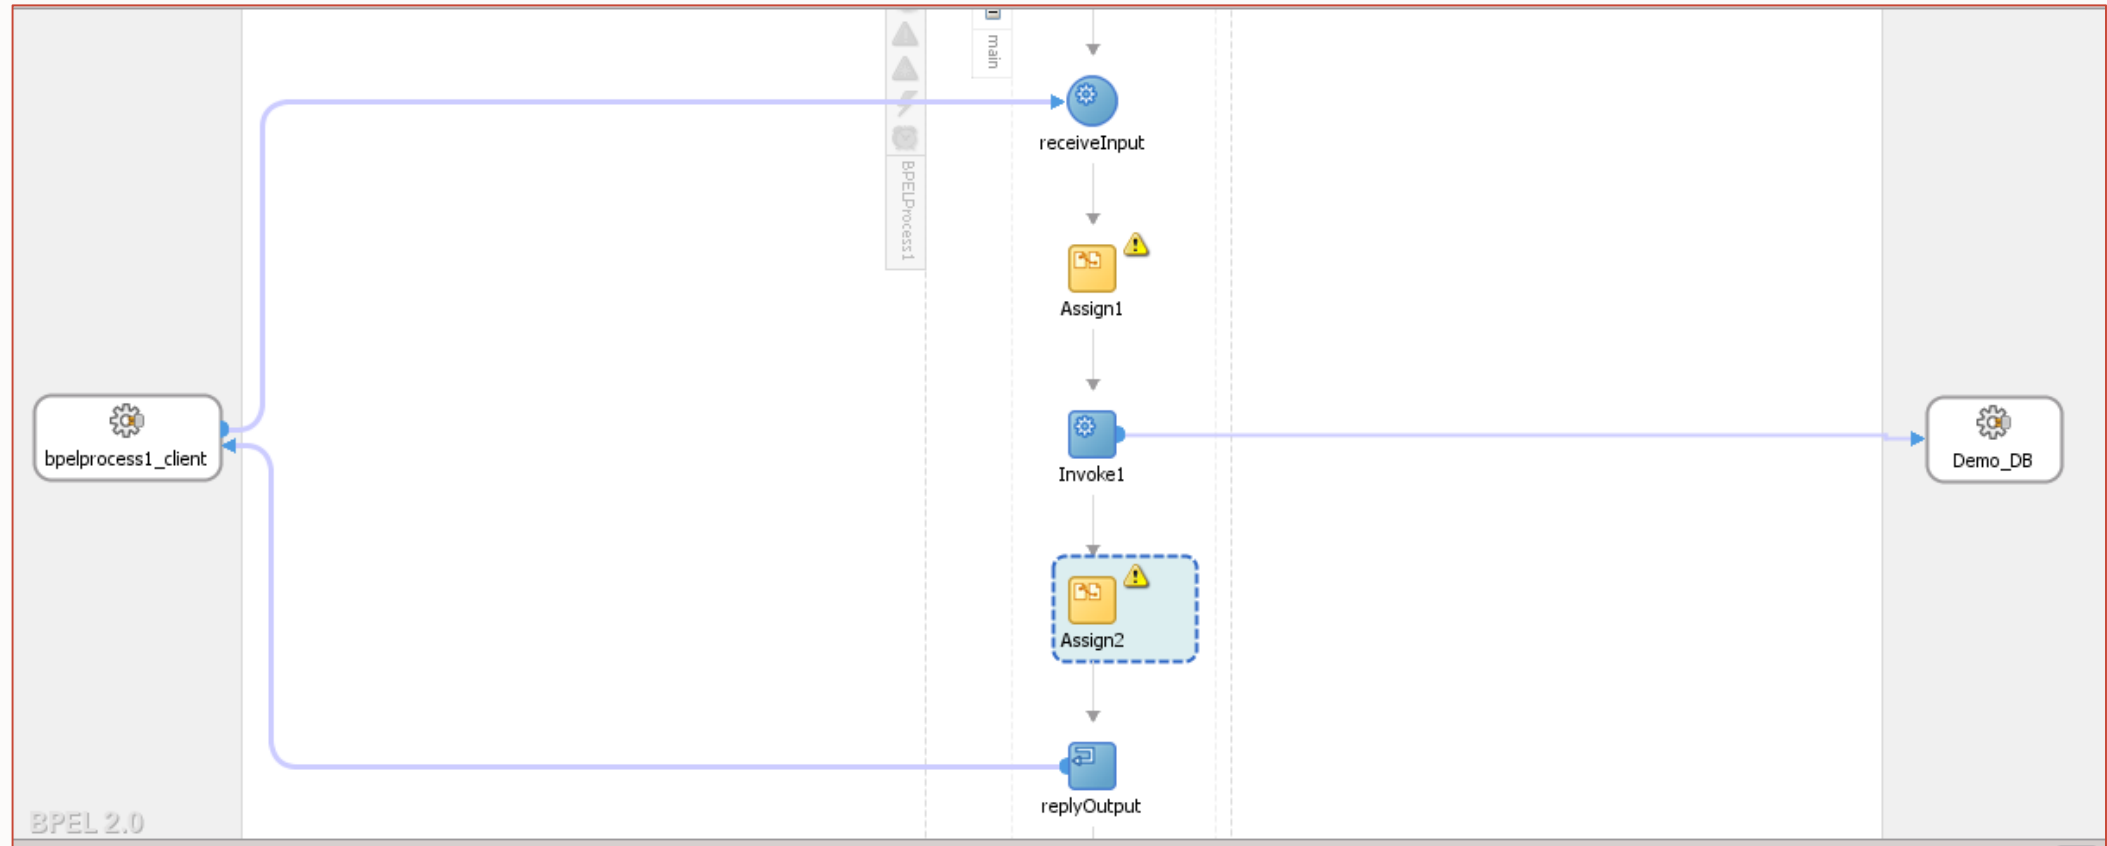 main
receiveInput
BPELProcess1
Assign1
bpelprocess1_client
Invoke1
Demo_DB
Assign2
replyOutput
BPEL 2.0